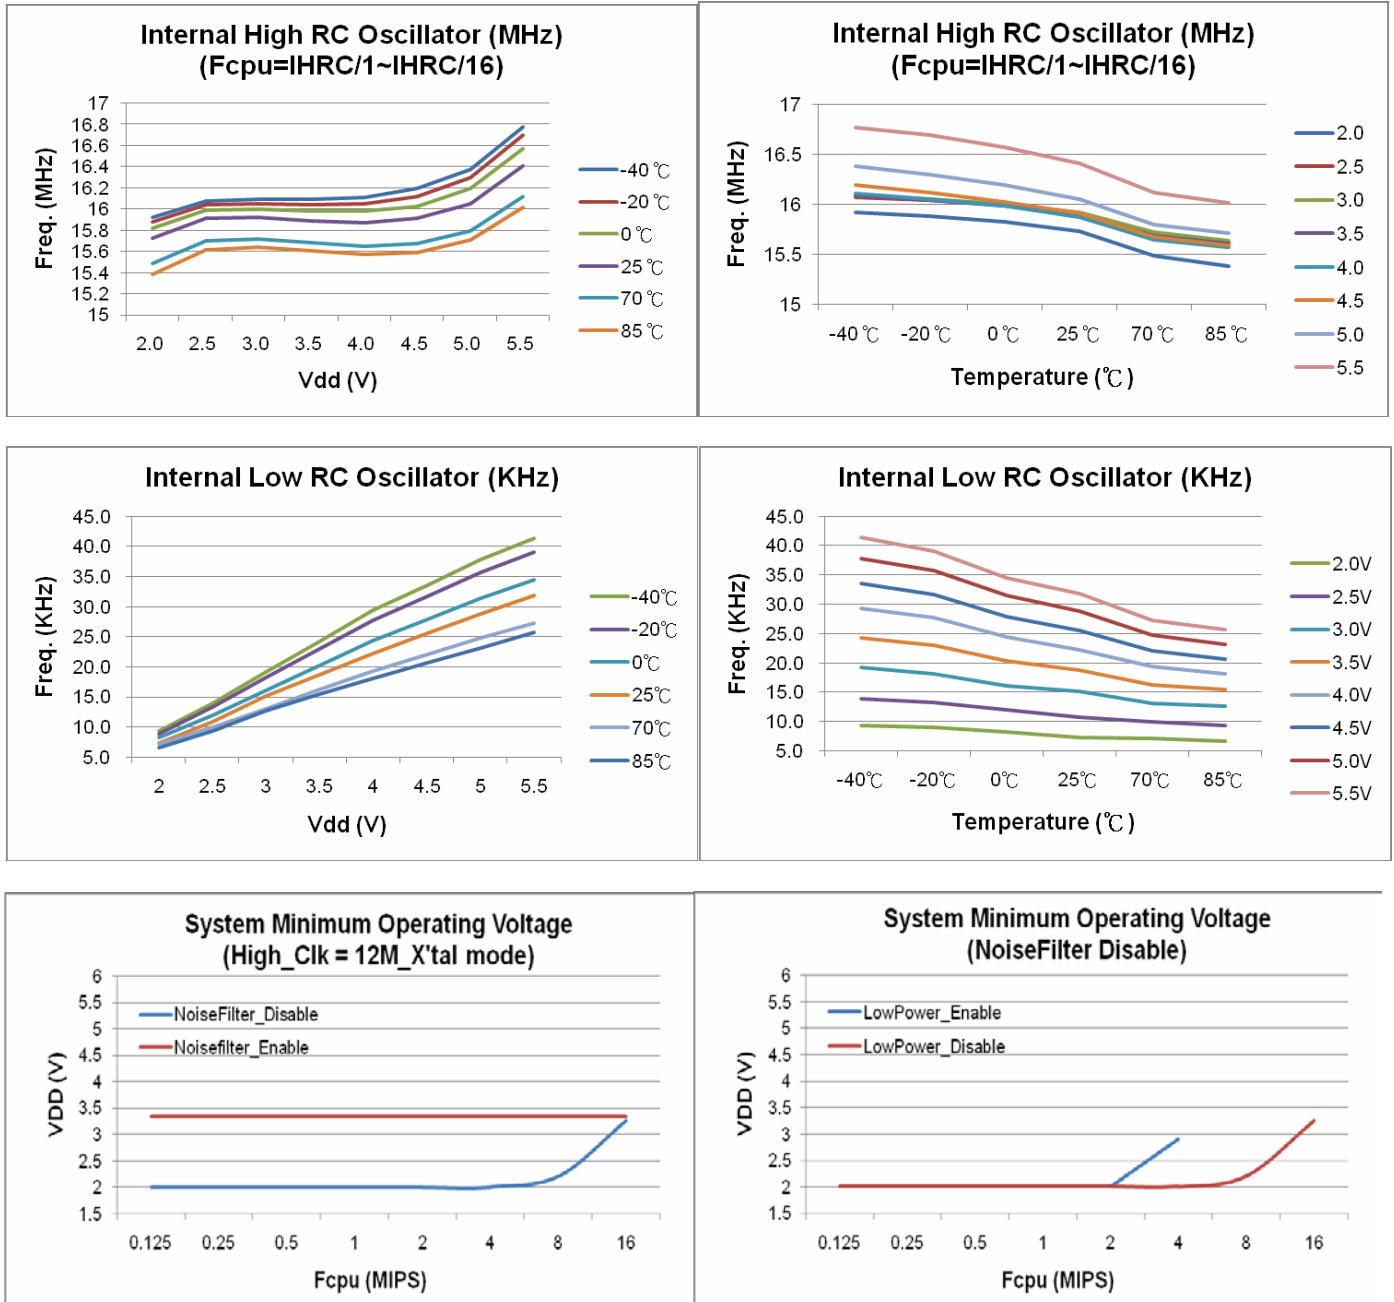 Internal High RC Oscillator (MHz)
(Fcpu=IHRC/1~IHRC/16)
Freq. (MHz)
17
16.8
16.6
16.4
16.2
16
15.8
15.6
15.4
15.2
15
2.0 2.5 3.0 3.5 4.0 4.5 5.0 5.5
Vdd (V)
-40℃
-20℃
0℃
25℃
70℃
85℃
Internal High RC Oscillator (MHz)
(Fcpu=IHRC/1~IHRC/16)
Freq. (MHz)
17
16.5
16
15.5
15
-40℃ -20℃ 0℃ 25℃ 70℃ 85℃
Temperature (℃)
2.0
2.5
3.0
3.5
4.0
4.5
5.0
5.5
Internal Low RC Oscillator (KHz)
Freq. (KHz)
45.0
40.0
35.0
30.0
25.0
20.0
15.0
10.0
5.0
2 2.5 3 3.5 4 4.5 5 5.5
Vdd (V)
-40℃
-20℃
0℃
25℃
70℃
85℃
Internal Low RC Oscillator (KHz)
Freq. (KHz)
45.0
40.0
35.0
30.0
25.0
20.0
15.0
10.0
5.0
-40℃ -20℃ 0℃ 25℃ 70℃ 85℃
Temperature (℃)
2.0V
2.5V
3.0V
3.5V
4.0V
4.5V
5.0V
5.5V
System Minimum Operating Voltage
(High_Clk = 12M_X'tal mode)
VDD (V)
6
5.5
5
4.5
4
3.5
3
2.5
2
1.5
NoiseFilter_Disable
Noisefilter_Enable
0.125 0.25 0.5 1 2 4 8 16
Fcpu (MIPS)
System Minimum Operating Voltage
(NoiseFilter Disable)
VDD (V)
6
5.5
5
4.5
4
3.5
3
2.5
2
1.5
LowPower_Enable
LowPower_Disable
0.125 0.25 0.5 1 2 4 8 16
Fcpu (MIPS)